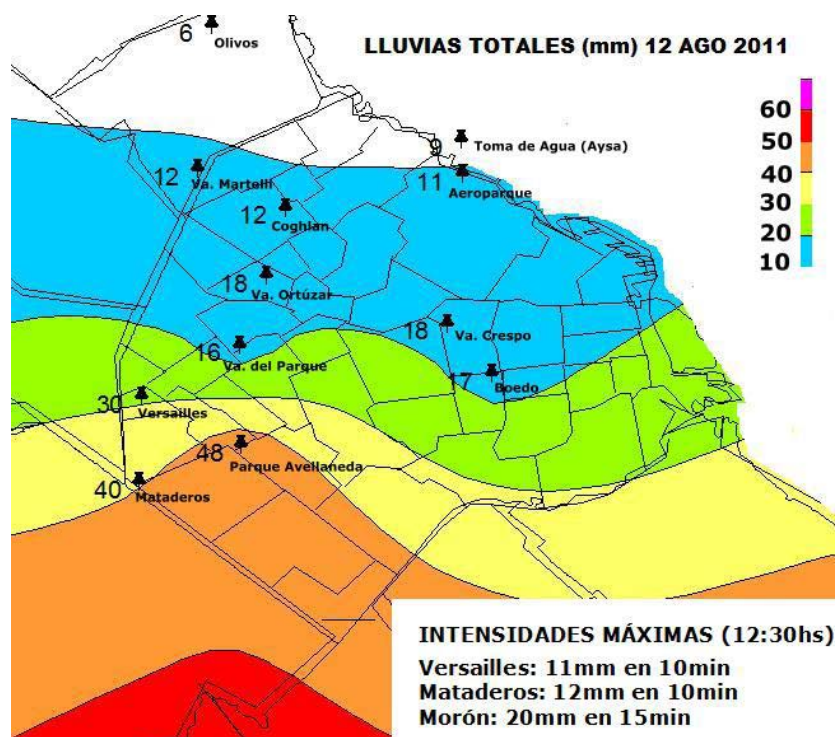 6
Olivos
LLUVIAS TOTALES (mm) 12 AGO 2011
60
50
40
30
20
10
9
Toma de Agua (Aysa)
12
Va. Martelli
11
Aeroparque
12
Coghlan
18
Va. Ortúzar
18
Va. Crespo
16
Va. del Parque
17
Boedo
30
Versailles
48
Parque Avellaneda
40
Mataderos
INTENSIDADES MÁXIMAS (12:30hs)
Versailles: 11mm en 10min
Mataderos: 12mm en 10min
Morón: 20mm en 15min